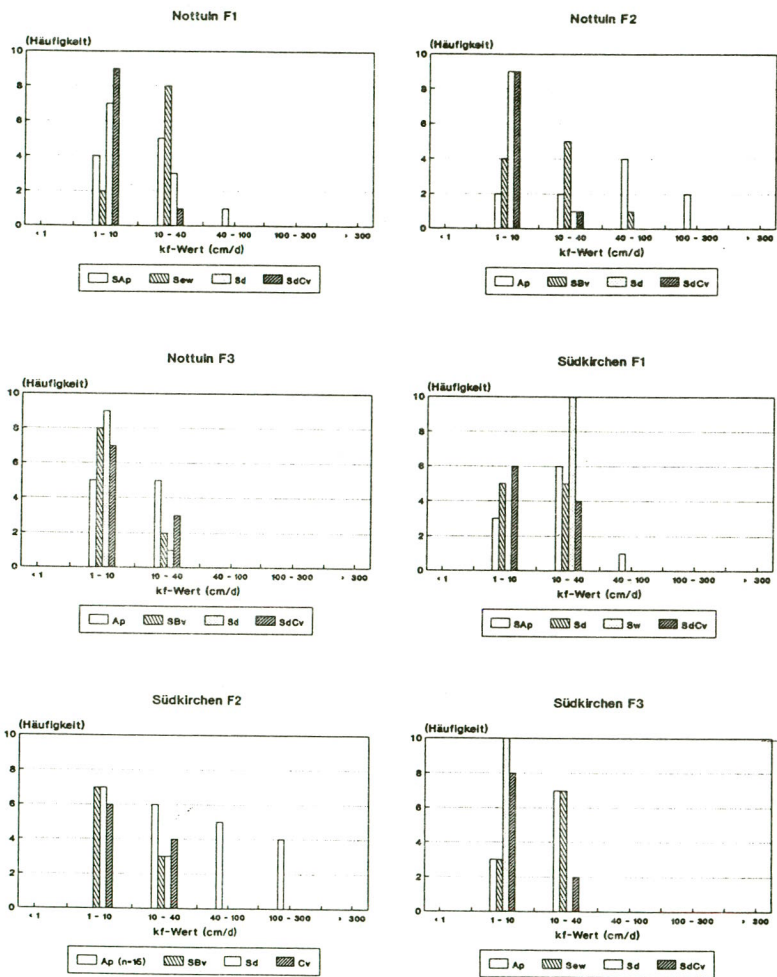 Nottuln F1
(Häufigkeit)
10
8
6
4
2
0
< 1
1 - 10
10 - 40
40 - 100
100 - 300
> 300
kf-Wert (cm/d)
SAp Sew Sd SdCv
Nottuln F2
(Häufigkeit)
10
8
6
4
2
0
< 1
1 - 10
10 - 40
40 - 100
100 - 300
> 300
kf-Wert (cm/d)
Ap SBv Sd SdCv
Nottuln F3
(Häufigkeit)
10
8
6
4
2
0
< 1
1 - 10
10 - 40
40 - 100
100 - 300
> 300
kf-Wert (cm/d)
Ap SBv Sd SdCv
Südkirchen F1
(Häufigkeit)
10
8
6
4
2
0
< 1
1 - 10
10 - 40
40 - 100
100 - 300
> 300
kf-Wert (cm/d)
SAp Sd Sw SdCv
Südkirchen F2
(Häufigkeit)
10
8
6
4
2
0
< 1
1 - 10
10 - 40
40 - 100
100 - 300
> 300
kf-Wert (cm/d)
Ap (n=15) SBv Sd Cv
Südkirchen F3
(Häufigkeit)
10
8
6
4
2
0
< 1
1 - 10
10 - 40
40 - 100
100 - 300
> 300
kf-Wert (cm/d)
Ap Sew Sd SdCv